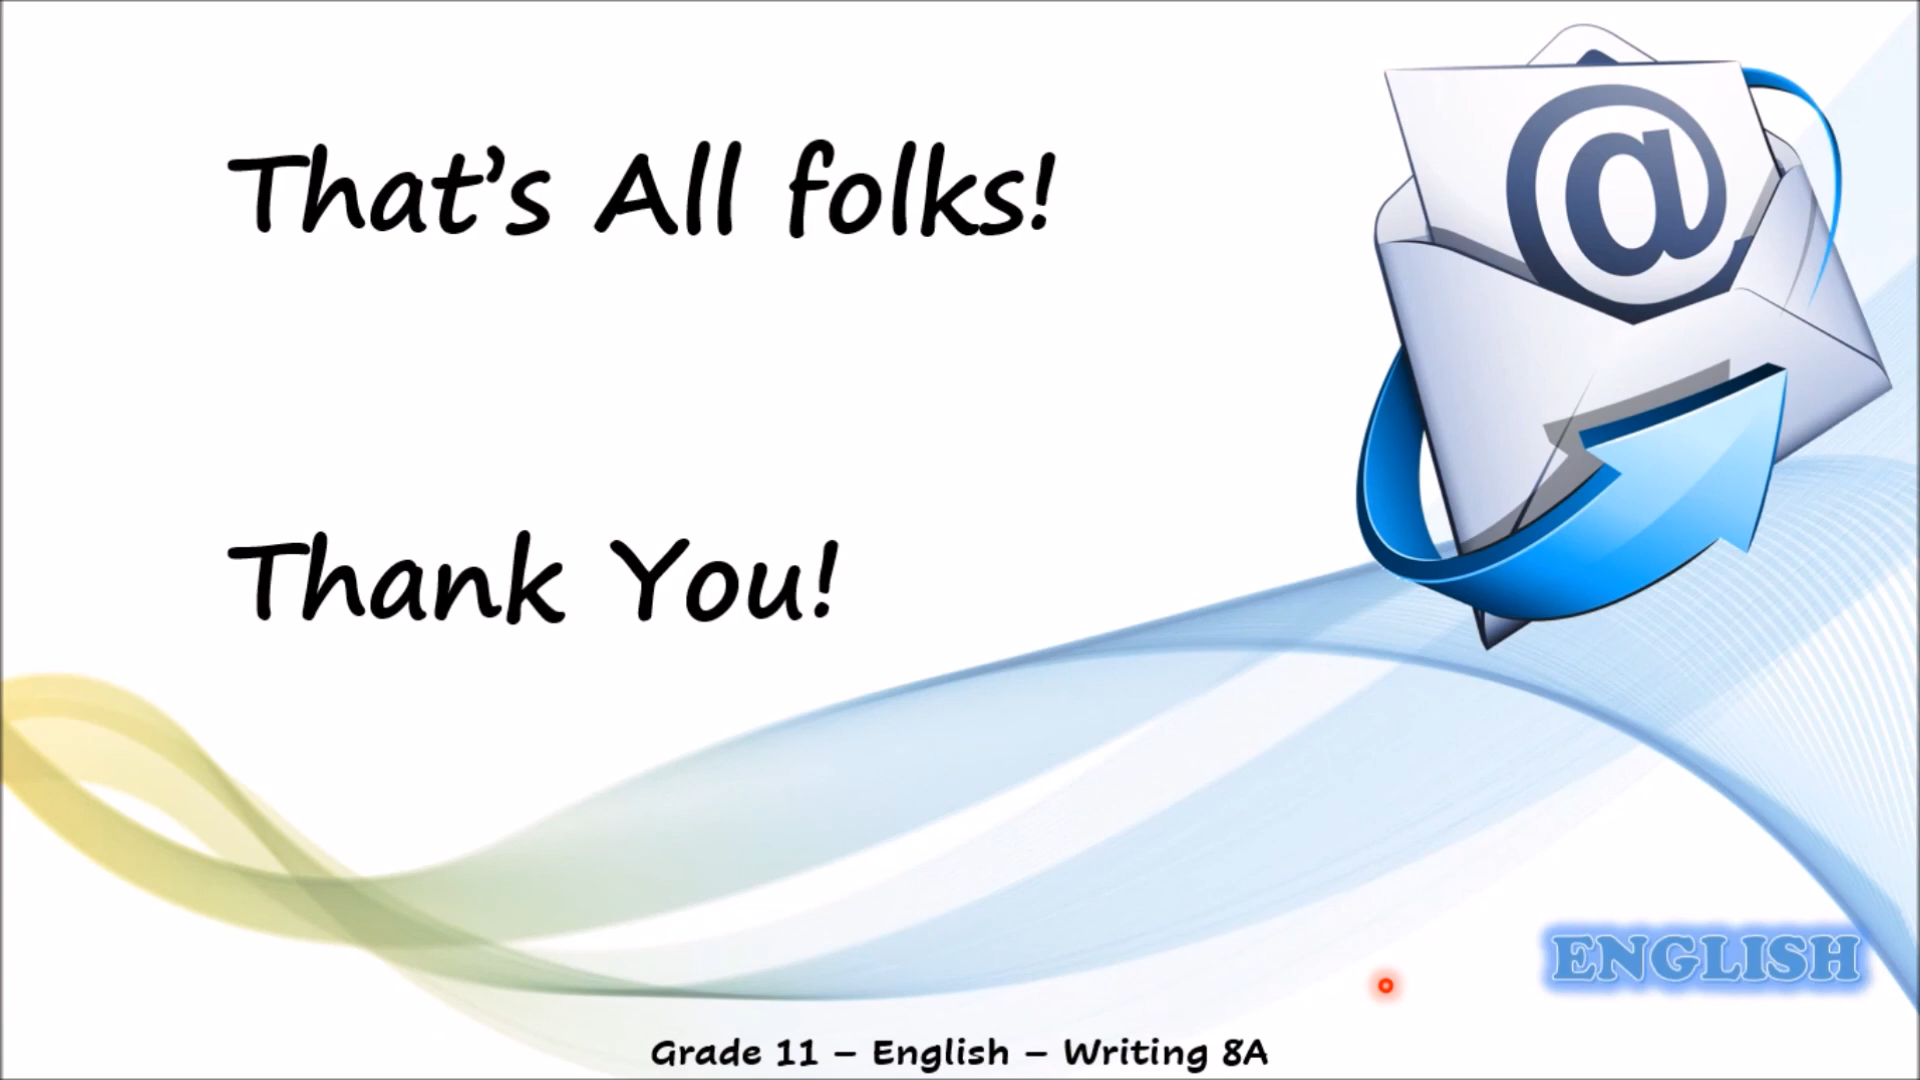 That's All folks!
Thank You!
@
ENGLISH
Grade 11 – English – Writing 8A